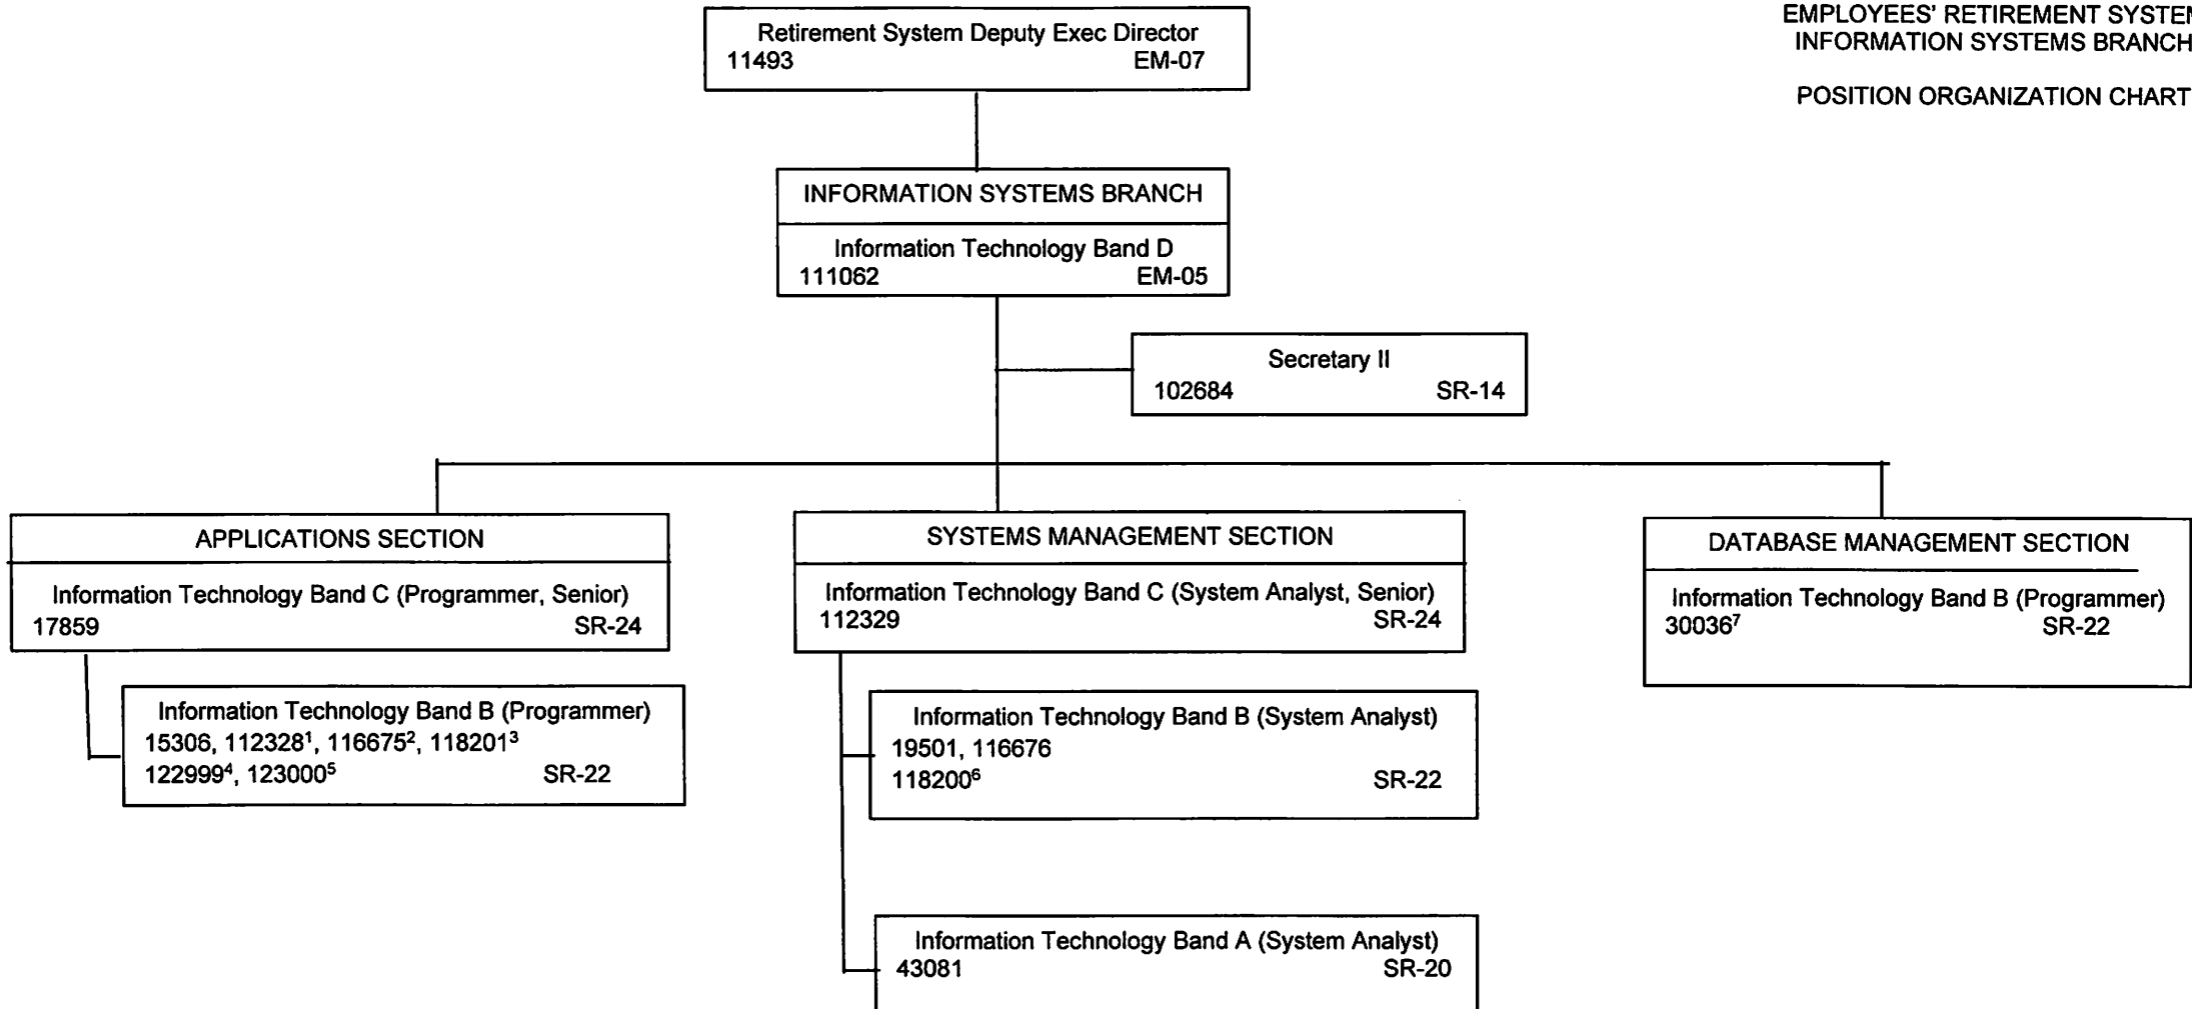 EMPLOYEES' RETIREMENT SYSTEM
INFORMATION SYSTEMS BRANCH
POSITION ORGANIZATION CHART
Retirement System Deputy Exec Director
11493 EM-07
INFORMATION SYSTEMS BRANCH
Information Technology Band D
111062 EM-05
Secretary II
102684 SR-14
APPLICATIONS SECTION
Information Technology Band C (Programmer, Senior)
17859 SR-24
Information Technology Band B (Programmer)
15306, 112328¹, 116675², 118201³
122999⁴, 123000⁵ SR-22
SYSTEMS MANAGEMENT SECTION
Information Technology Band C (System Analyst, Senior)
112329 SR-24
Information Technology Band B (System Analyst)
19501, 116676
118200⁶ SR-22
Information Technology Band A (System Analyst)
43081 SR-20
DATABASE MANAGEMENT SECTION
Information Technology Band B (Programmer)
30036⁷ SR-22